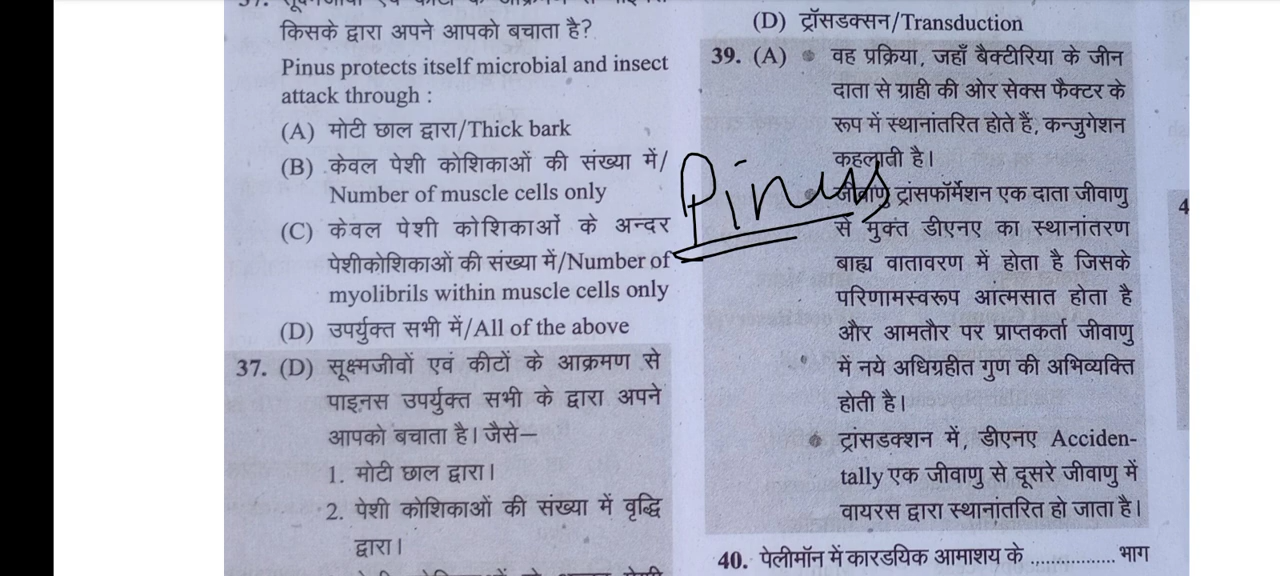 किसके द्वारा अपने आपको बचाता है?
Pinus protects itself microbial and insect
attack through :
(A) मोटी छाल द्वारा/Thick bark
(B) केवल पेशी कोशिकाओं की संख्या में/
Number of muscle cells only
(C) केवल पेशी कोशिकाओं के अन्दर
पेशीकोशिकाओं की संख्या में/Number of
myolibrils within muscle cells only
(D) उपर्युक्त सभी में/All of the above
37. (D) सूक्ष्मजीवों एवं कीटों के आक्रमण से
पाइनस उपर्युक्त सभी के द्वारा अपने
आपको बचाता है। जैसे—
1. मोटी छाल द्वारा।
2. पेशी कोशिकाओं की संख्या में वृद्धि
द्वारा।
Pinus
(D) ट्रॉसडक्सन/Transduction
39. (A) • वह प्रक्रिया, जहाँ बैक्टीरिया के जीन
दाता से ग्राही की ओर सेक्स फैक्टर के
रूप में स्थानांतरित होते हैं, कन्जुगेशन
कहलाती है।
• जीवाणु ट्रांसफॉर्मेशन एक दाता जीवाणु
से मुक्त डीएनए का स्थानांतरण
बाह्य वातावरण में होता है जिसके
परिणामस्वरूप आत्मसात होता है
और आमतौर पर प्राप्तकर्ता जीवाणु
में नये अधिग्रहीत गुण की अभिव्यक्ति
होती है।
• ट्रांसडक्शन में, डीएनए Acciden-
tally एक जीवाणु से दूसरे जीवाणु में
वायरस द्वारा स्थानांतरित हो जाता है।
40. पेलीमॉन में कारडयिक आमाशय के ............... भाग
4